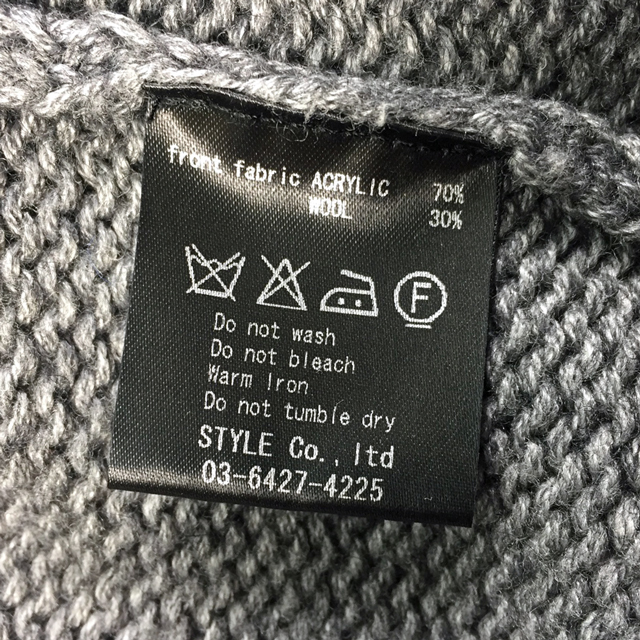 front fabric ACRYLIC 70%
WOOL 30%
F
Do not wash
Do not bleach
Warm Iron
Do not tumble dry
STYLE Co., ltd
03-6427-4225